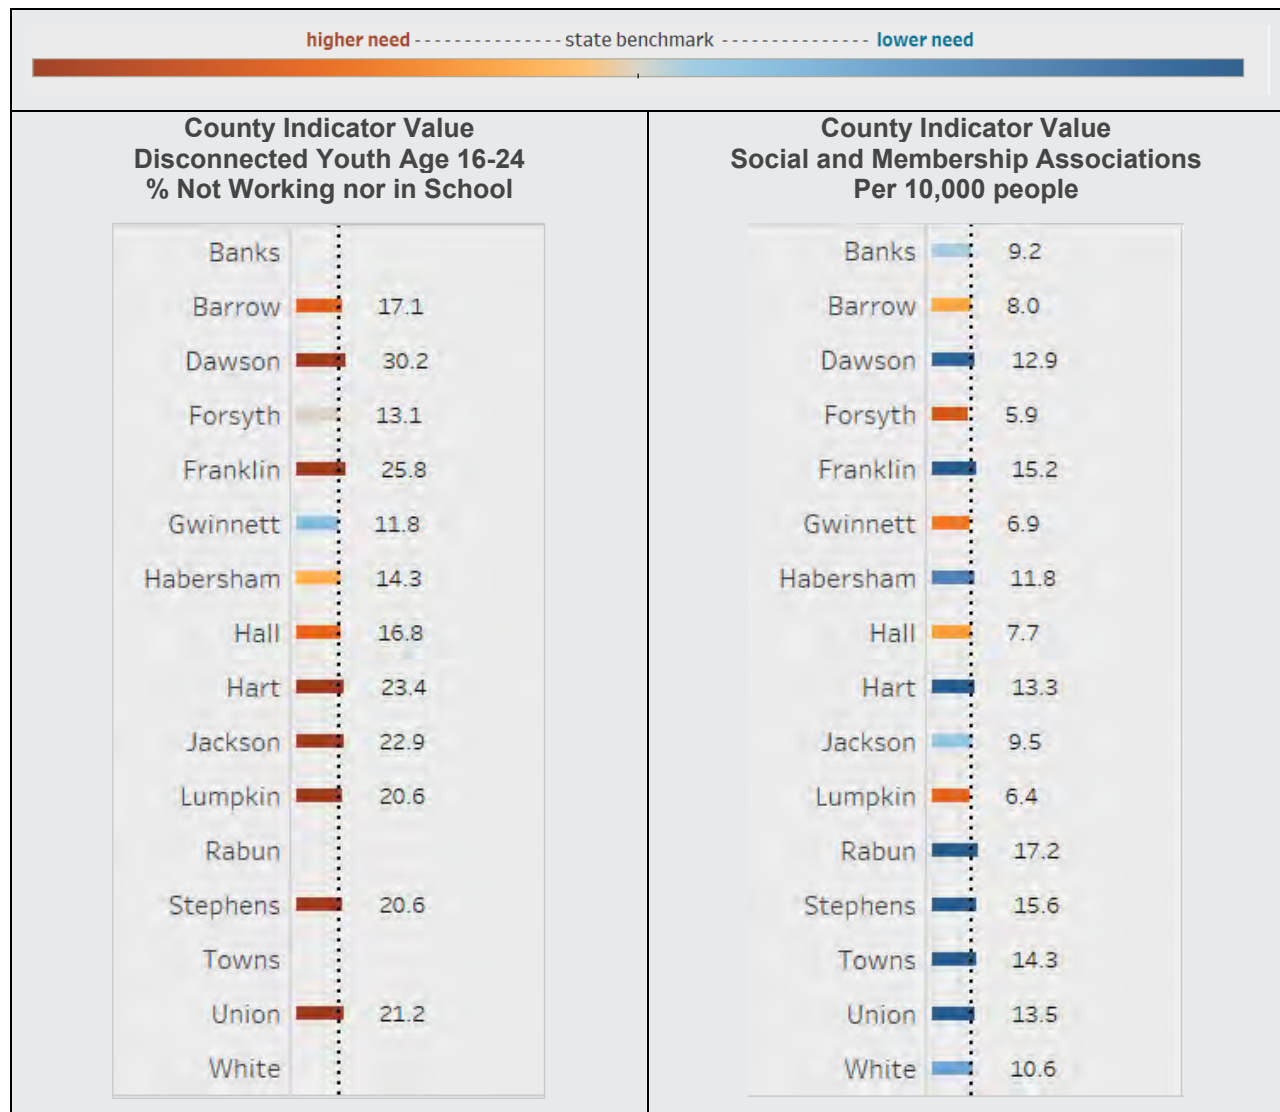 higher need - - - - - - - - - - - - - - - state benchmark - - - - - - - - - - - - - - - lower need
County Indicator Value
Disconnected Youth Age 16-24
% Not Working nor in School
Banks
Barrow 17.1
Dawson 30.2
Forsyth 13.1
Franklin 25.8
Gwinnett 11.8
Habersham 14.3
Hall 16.8
Hart 23.4
Jackson 22.9
Lumpkin 20.6
Rabun
Stephens 20.6
Towns
Union 21.2
White
County Indicator Value
Social and Membership Associations
Per 10,000 people
Banks 9.2
Barrow 8.0
Dawson 12.9
Forsyth 5.9
Franklin 15.2
Gwinnett 6.9
Habersham 11.8
Hall 7.7
Hart 13.3
Jackson 9.5
Lumpkin 6.4
Rabun 17.2
Stephens 15.6
Towns 14.3
Union 13.5
White 10.6